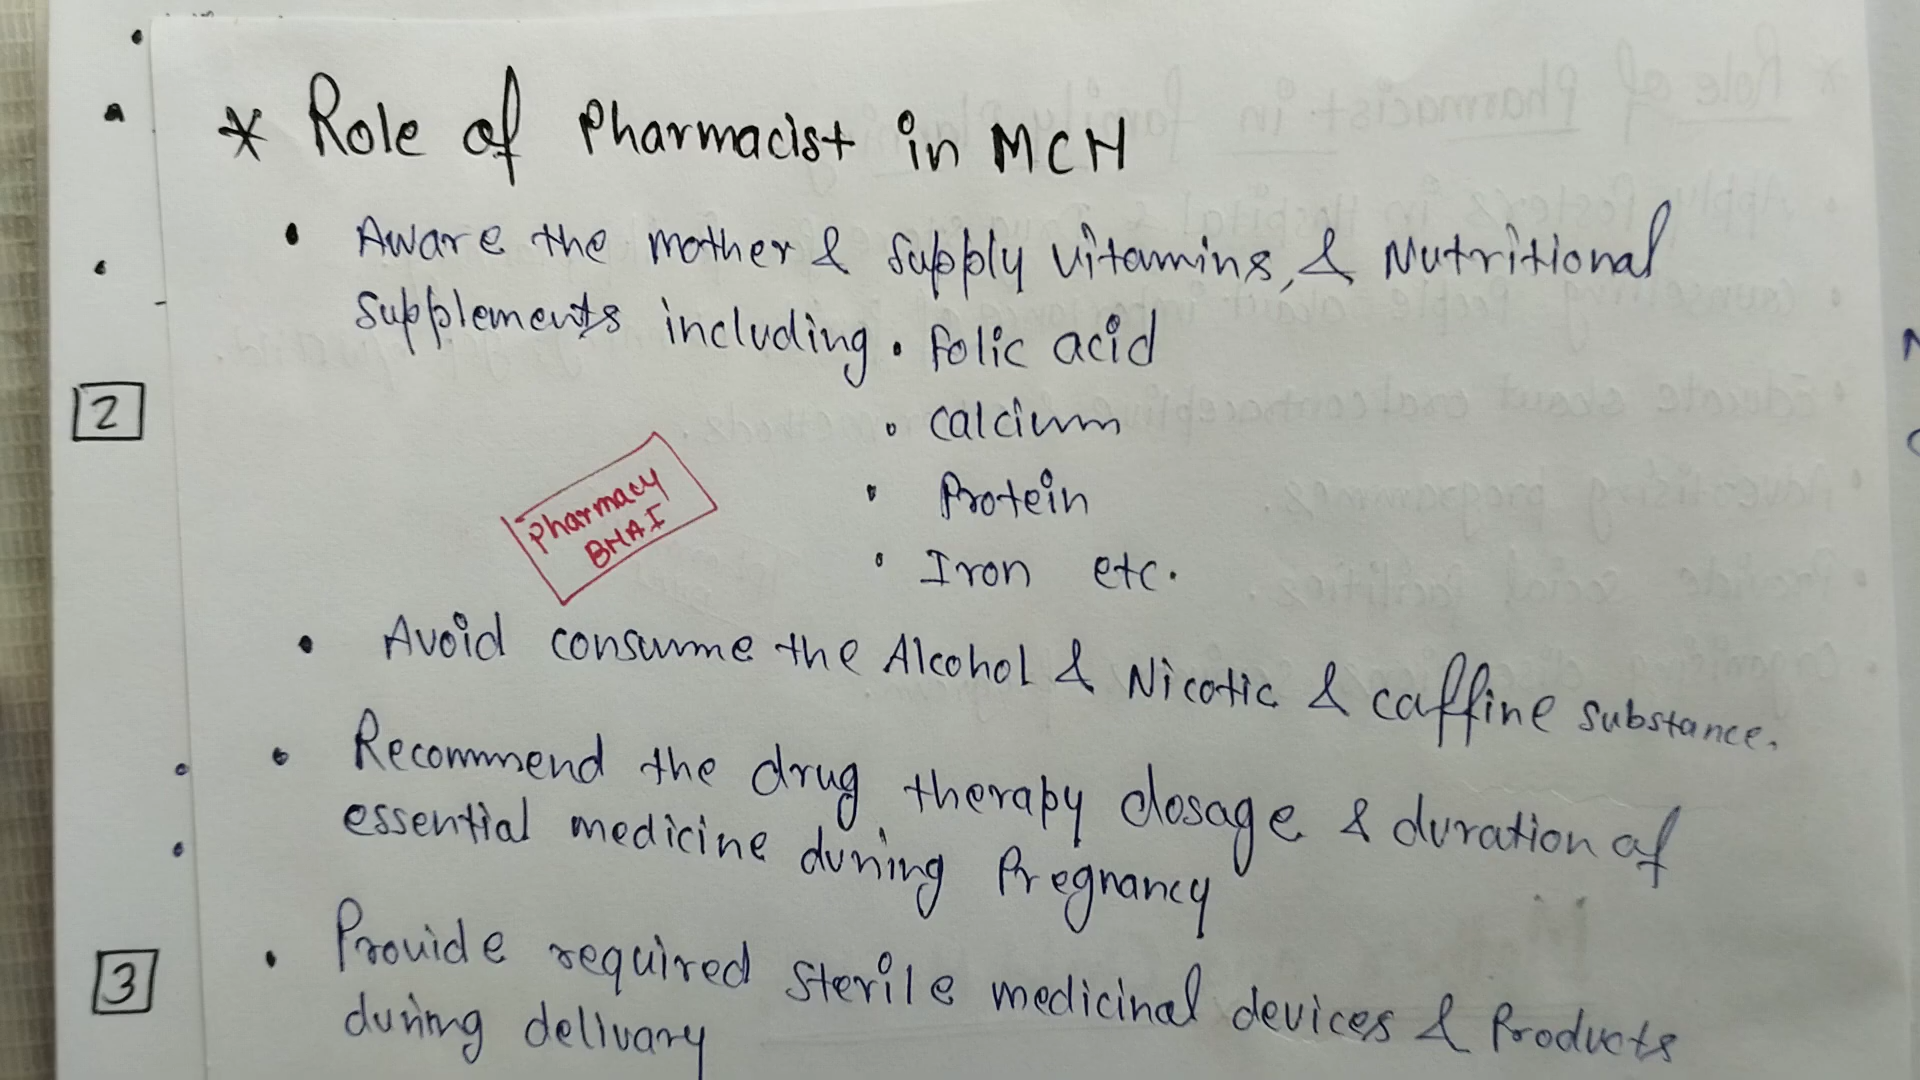 * Role of Pharmacist in MCH
• Aware the mother & Supply vitamins, & Nutritional
Supplements including • Folic acid
• Calcium
• Protein
• Iron etc.
Pharmacy
BHAI
• Avoid consume the Alcohol & Nicotic & caffine substance.
• Recommend the drug therapy dosage & duration of
essential medicine during Pregnancy
• Provide required Sterile medicinal devices & Products
during delivary
2
3